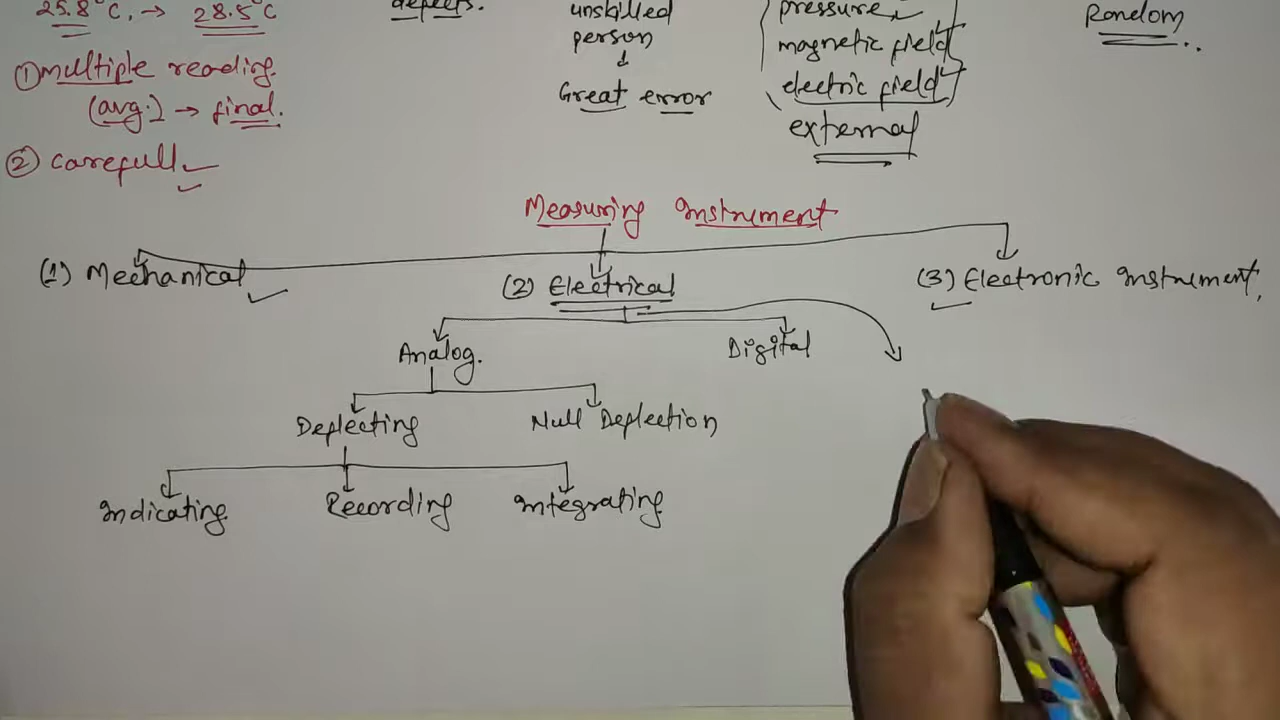 25.8°C, → 28.5°C
① multiple reading.
(avg.) → final.
② carefull
defects.
unskilled
person
Great error
pressure
magnetic field
electric field
external
Random
Measuring Instrument
(1) Mechanical
(2) Electrical
(3) Electronic Instrument,
Analog.
Digital
Deflecting
Null Deflection
Indicating
Recording
Integrating